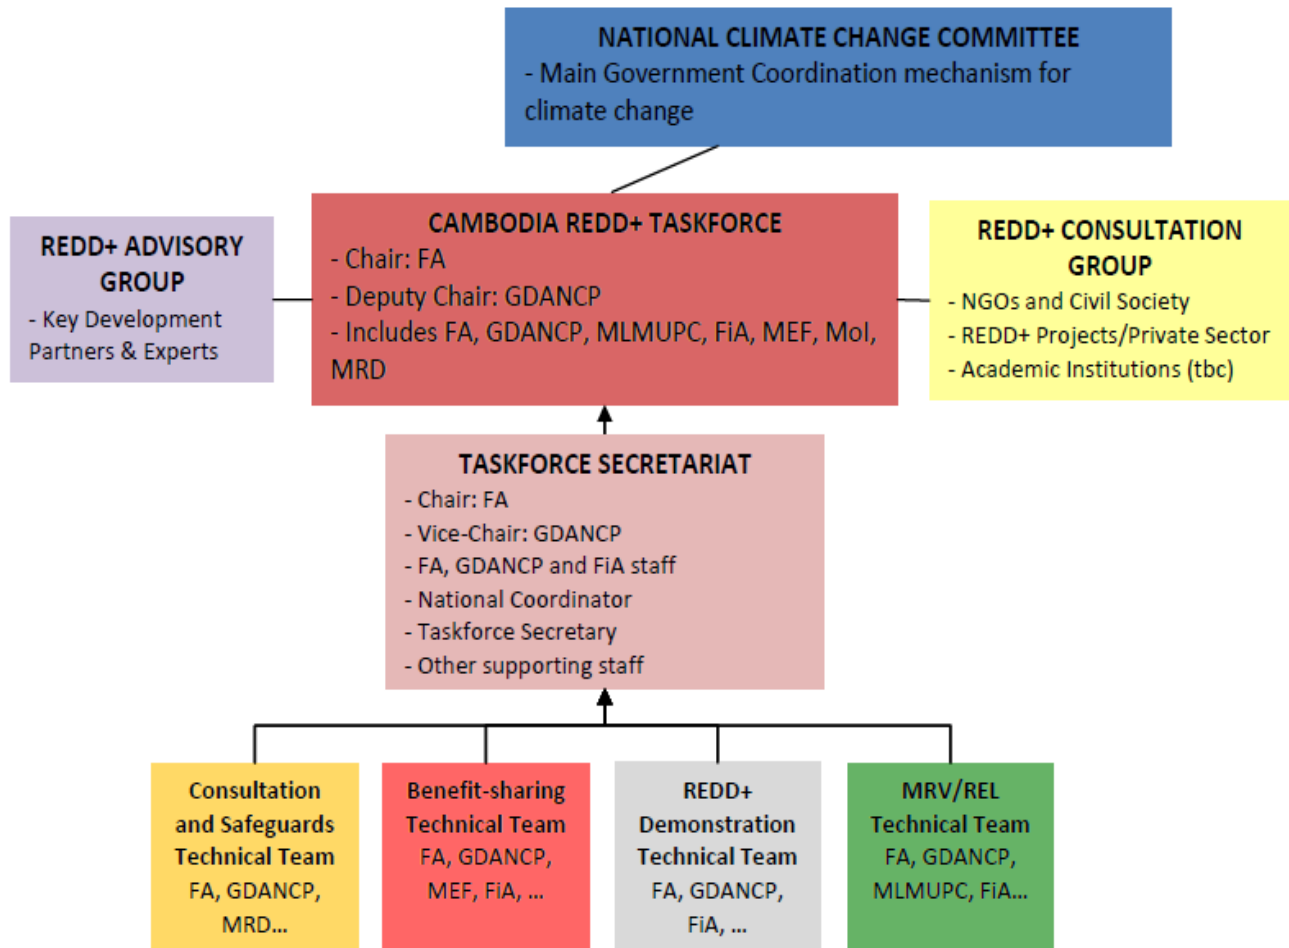 NATIONAL CLIMATE CHANGE COMMITTEE
- Main Government Coordination mechanism for
climate change
REDD+ ADVISORY
GROUP
- Key Development
Partners & Experts
CAMBODIA REDD+ TASKFORCE
- Chair: FA
- Deputy Chair: GDANCP
- Includes FA, GDANCP, MLMUPC, FiA, MEF, MoI,
MRD
REDD+ CONSULTATION
GROUP
- NGOs and Civil Society
- REDD+ Projects/Private Sector
- Academic Institutions (tbc)
TASKFORCE SECRETARIAT
- Chair: FA
- Vice-Chair: GDANCP
- FA, GDANCP and FiA staff
- National Coordinator
- Taskforce Secretary
- Other supporting staff
Consultation
and Safeguards
Technical Team
FA, GDANCP,
MRD...
Benefit-sharing
Technical Team
FA, GDANCP,
MEF, FiA, ...
REDD+
Demonstration
Technical Team
FA, GDANCP,
FiA, ...
MRV/REL
Technical Team
FA, GDANCP,
MLMUPC, FiA...